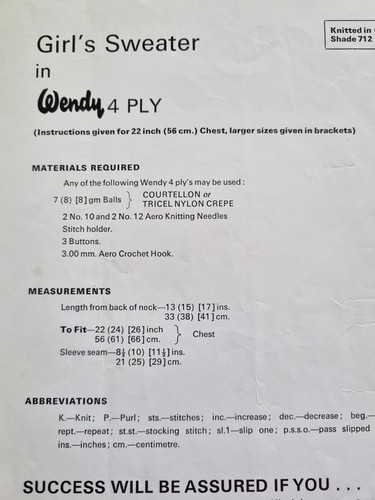 Knitted in
Shade 712
Girl's Sweater
in
Wendy 4 PLY
(Instructions given for 22 inch (56 cm.) Chest, larger sizes given in brackets)
MATERIALS REQUIRED
Any of the following Wendy 4 ply's may be used :
7 (8) [8] gm Balls } COURTELLON or
TRICEL NYLON CREPE
2 No. 10 and 2 No. 12 Aero Knitting Needles
Stitch holder.
3 Buttons.
3.00 mm. Aero Crochet Hook.
MEASUREMENTS
Length from back of neck—13 (15) [17] ins.
33 (38) [41] cm.
To Fit—22 (24) [26] inch } Chest
56 (61) [66] cm.
Sleeve seam—8½ (10) [11½] ins.
21 (25) [29] cm.
ABBREVIATIONS
K.—Knit; P.—Purl; sts.—stitches; inc.—increase; dec.—decrease; beg.—
rept.—repeat; st.st.—stocking stitch; sl.1—slip one; p.s.s.o.—pass slipped
ins.—inches; cm.—centimetre.
SUCCESS WILL BE ASSURED IF YOU . . .